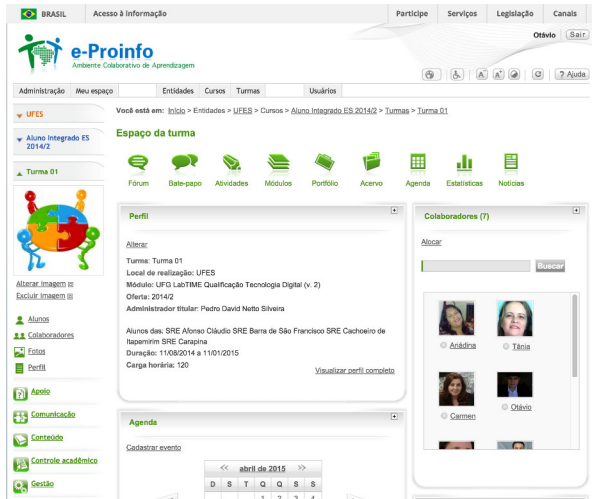 BRASIL Acesso à informação Participe Serviços Legislação Canais
Otávio Sair
e-Proinfo
Ambiente Colaborativo de Aprendizagem
A A C ? Ajuda
Administração Meu espaço Entidades Cursos Turmas Usuários
UFES
Aluno Integrado ES 2014/2
Turma 01
Alterar imagem
Excluir imagem
Alunos
Colaboradores
Fotos
Perfil
Apoio
Comunicação
Conteúdo
Controle acadêmico
Gestão
Você está em: Início > Entidades > UFES > Cursos > Aluno Integrado ES 2014/2 > Turmas > Turma 01
Espaço da turma
Fórum Bate-papo Atividades Módulos Portfólio Acervo Agenda Estatísticas Notícias
Perfil
Alterar
Turma: Turma 01
Local de realização: UFES
Módulo: UFG LabTIME Qualificação Tecnologia Digital (v. 2)
Oferta: 2014/2
Administrador titular: Pedro David Netto Silveira
Alunos das: SRE Afonso Cláudio SRE Barra de São Francisco SRE Cachoeiro de
Itapemirim SRE Carapina
Duração: 11/08/2014 a 11/01/2015
Carga horária: 120
Visualizar perfil completo
Agenda
Cadastrar evento
<< abril de 2015 >>
D S T Q Q S S
1 2 3 4
Colaboradores (7)
Alocar
Buscar
Ariádina Tânia
Carmen Otávio